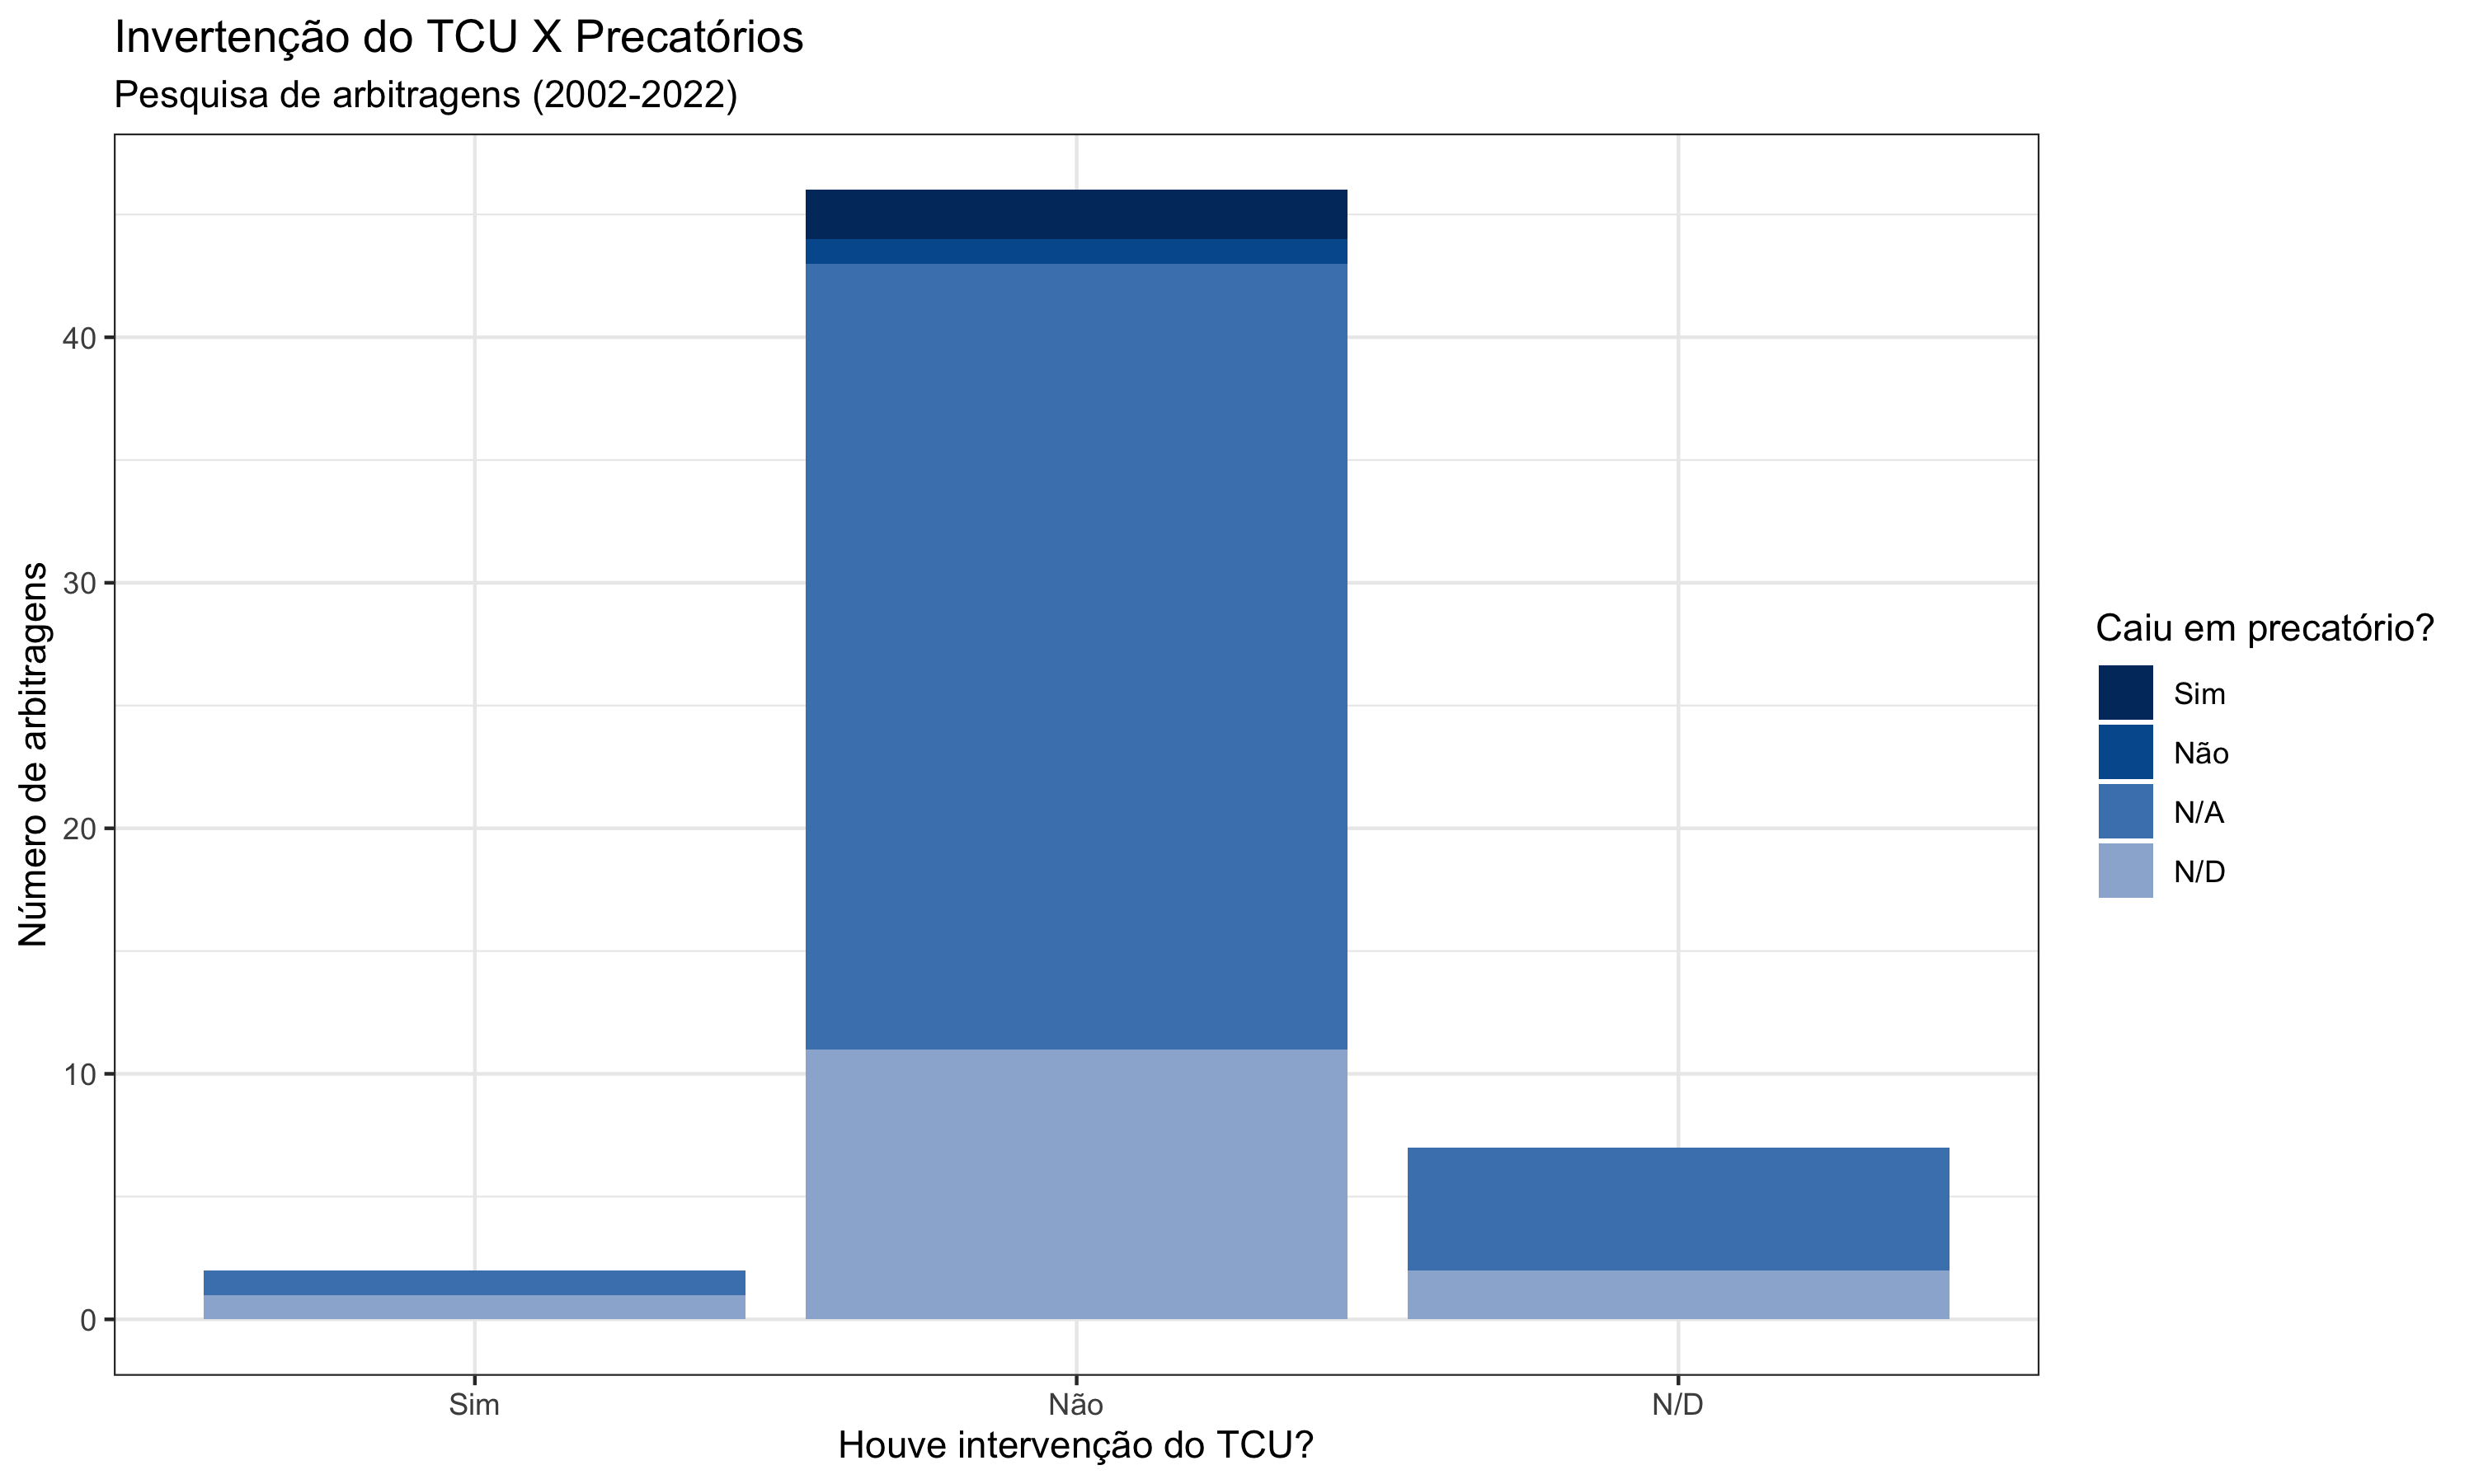 Invertenção do TCU X Precatórios
Pesquisa de arbitragens (2002-2022)
Número de arbitragens
40
30
20
10
0
Sim
Não
N/D
Houve intervenção do TCU?
Caiu em precatório?
Sim
Não
N/A
N/D